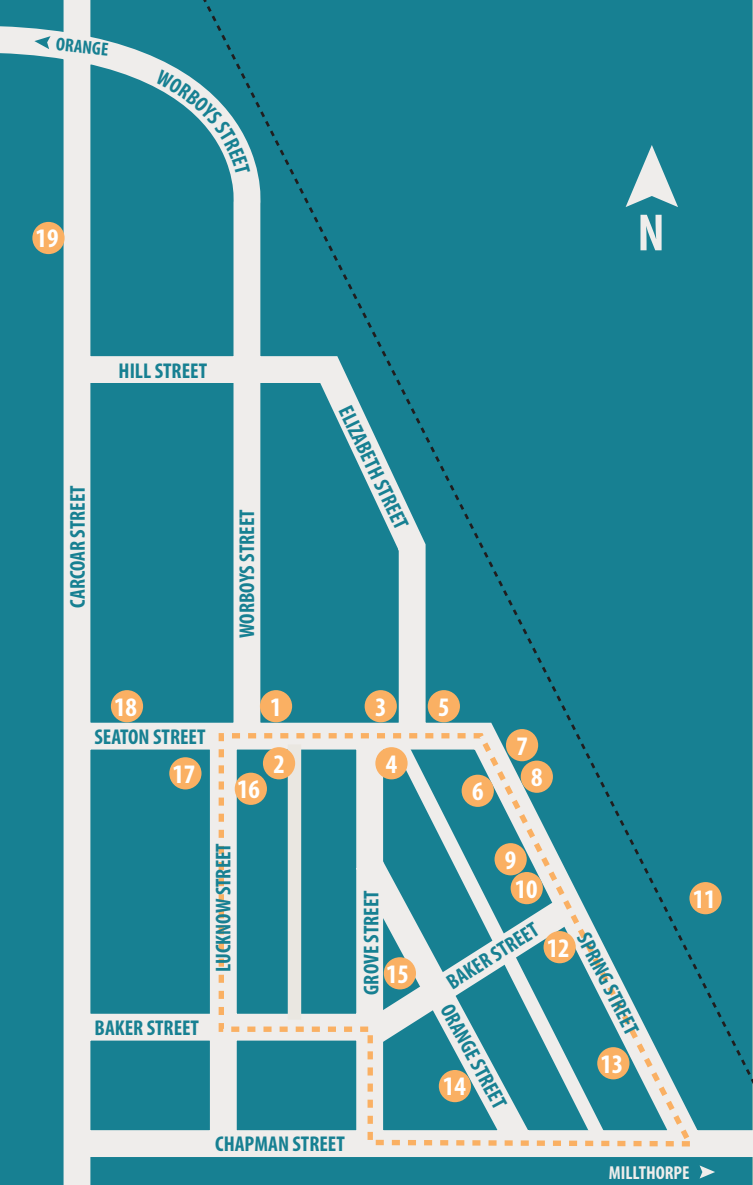 ORANGE
WORBOYS STREET
N
19
HILL STREET
ELIZABETH STREET
CARCOAR STREET
WORBOYS STREET
18
1
3
5
SEATON STREET
7
17
2
4
8
16
6
LUCKNOW STREET
9
10
11
GROVE STREET
BAKER STREET
12
SPRING STREET
15
BAKER STREET
ORANGE STREET
13
14
CHAPMAN STREET
MILLTHORPE